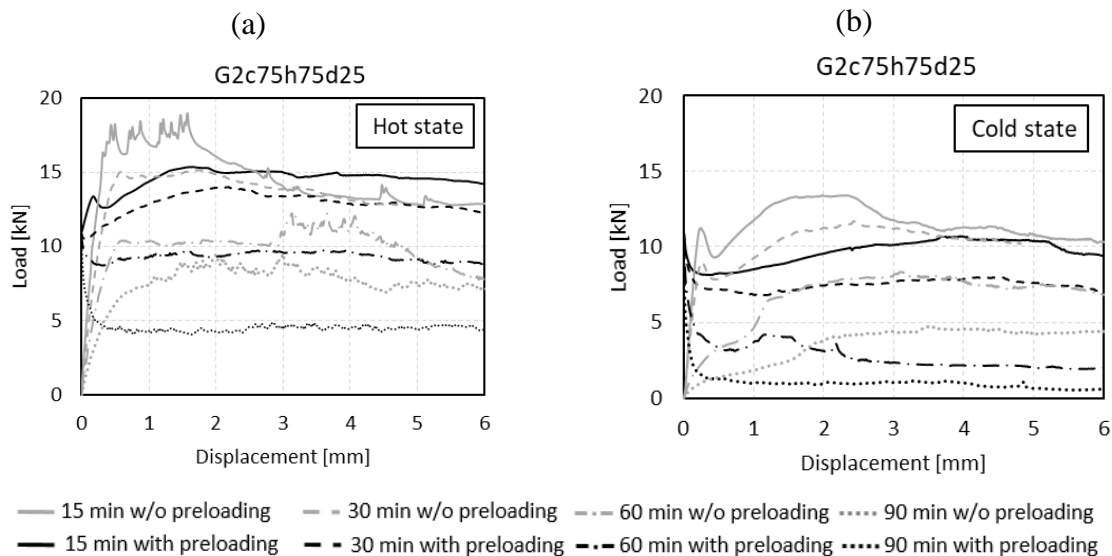 (a)
G2c75h75d25
Hot state
20
15
10
5
0
Load [kN]
0 1 2 3 4 5 6
Displacement [mm]
(b)
G2c75h75d25
Cold state
20
15
10
5
0
Load [kN]
0 1 2 3 4 5 6
Displacement [mm]
15 min w/o preloading 30 min w/o preloading 60 min w/o preloading 90 min w/o preloading
15 min with preloading 30 min with preloading 60 min with preloading 90 min with preloading